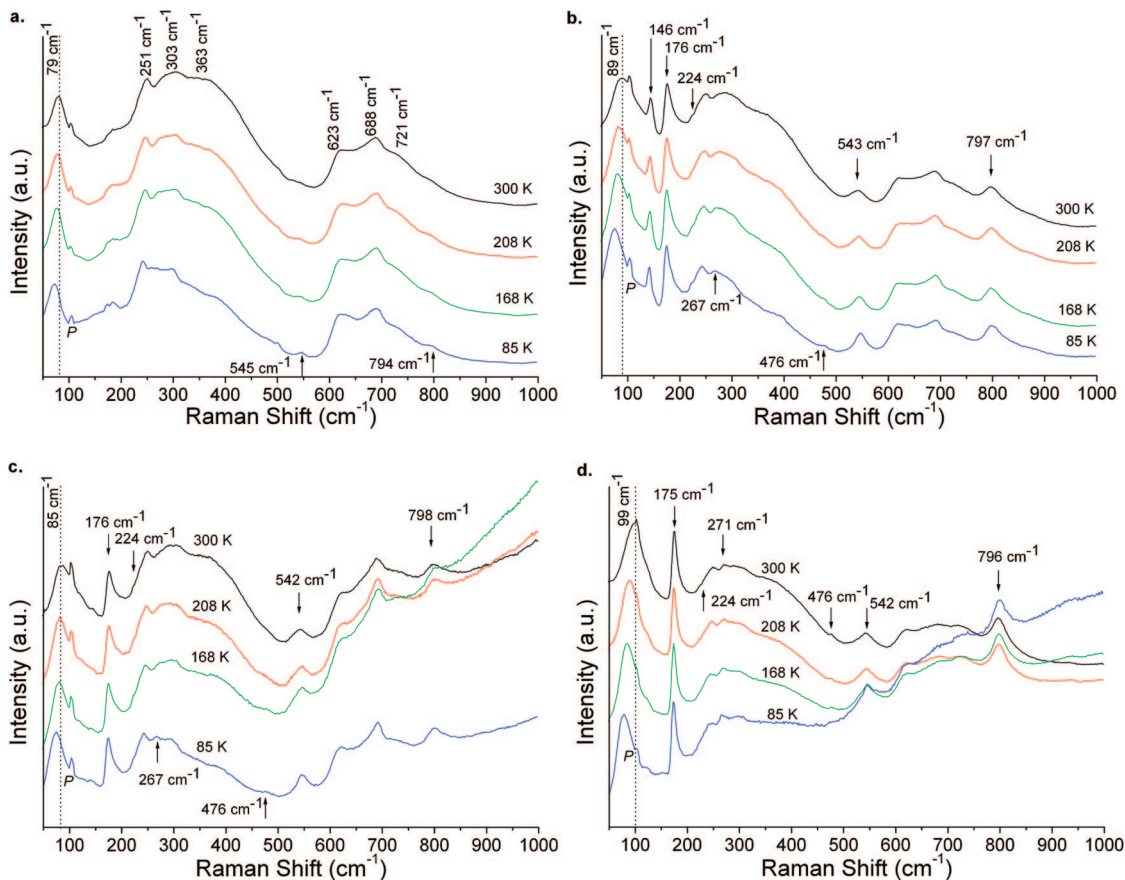 a.
79 cm⁻¹
251 cm⁻¹
303 cm⁻¹
363 cm⁻¹
623 cm⁻¹
688 cm⁻¹
721 cm⁻¹
300 K
208 K
168 K
85 K
P
545 cm⁻¹
794 cm⁻¹
Intensity (a.u.)
100 200 300 400 500 600 700 800 900 1000
Raman Shift (cm⁻¹)
b.
89 cm⁻¹
146 cm⁻¹
176 cm⁻¹
224 cm⁻¹
543 cm⁻¹
797 cm⁻¹
300 K
208 K
168 K
85 K
P
267 cm⁻¹
476 cm⁻¹
Intensity (a.u.)
100 200 300 400 500 600 700 800 900 1000
Raman Shift (cm⁻¹)
c.
85 cm⁻¹
176 cm⁻¹
224 cm⁻¹
300 K
542 cm⁻¹
798 cm⁻¹
208 K
168 K
85 K
P
267 cm⁻¹
476 cm⁻¹
Intensity (a.u.)
100 200 300 400 500 600 700 800 900 1000
Raman Shift (cm⁻¹)
d.
99 cm⁻¹
175 cm⁻¹
271 cm⁻¹
300 K
796 cm⁻¹
224 cm⁻¹
476 cm⁻¹
542 cm⁻¹
208 K
168 K
85 K
P
Intensity (a.u.)
100 200 300 400 500 600 700 800 900 1000
Raman Shift (cm⁻¹)